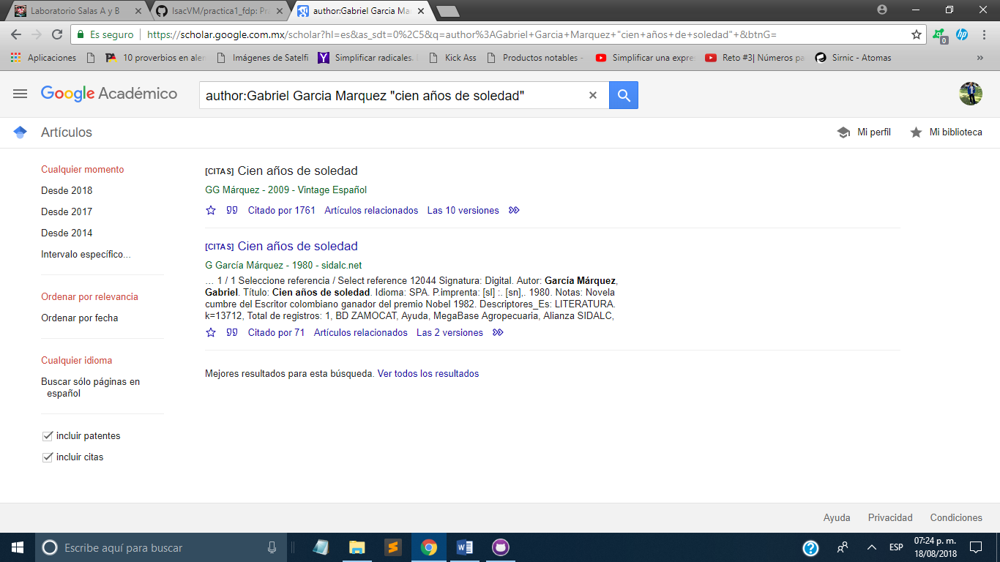 Laboratorio Salas A y B
IsacVM/practica1_fdp: Pr
author:Gabriel Garcia Ma
Es seguro
https://scholar.google.com.mx/scholar?hl=es&as_sdt=0%2C5&q=author%3AGabriel+Garcia+Marquez+"cien+años+de+soledad"+&btnG=
0
Aplicaciones
10 proverbios en alen
Imágenes de Satelfi
Simplificar radicales.
Kick Ass
Productos notables -
Simplificar una expre
Reto #3| Números pa
Sirnic - Atomas
»
Google Académico
author:Gabriel Garcia Marquez "cien años de soledad"
Artículos
Mi perfil
Mi biblioteca
Cualquier momento
Desde 2018
Desde 2017
Desde 2014
Intervalo específico...
Ordenar por relevancia
Ordenar por fecha
Cualquier idioma
Buscar sólo páginas en
español
incluir patentes
incluir citas
[CITAS] Cien años de soledad
GG Márquez - 2009 - Vintage Español
Citado por 1761 Artículos relacionados Las 10 versiones
[CITAS] Cien años de soledad
G García Márquez - 1980 - sidalc.net
… 1 / 1 Seleccione referencia / Select reference 12044 Signatura: Digital. Autor: García Márquez,
Gabriel. Título: Cien años de soledad. Idioma: SPA. P.imprenta: [sl] :. [sn],. 1980. Notas: Novela
cumbre del Escritor colombiano ganador del premio Nobel 1982. Descriptores_Es: LITERATURA.
k=13712, Total de registros: 1, BD ZAMOCAT, Ayuda, MegaBase Agropecuaria, Alianza SIDALC,
Citado por 71 Artículos relacionados Las 2 versiones
Mejores resultados para esta búsqueda. Ver todos los resultados
Ayuda
Privacidad
Condiciones
Escribe aquí para buscar
ESP
07:24 p. m.
18/08/2018